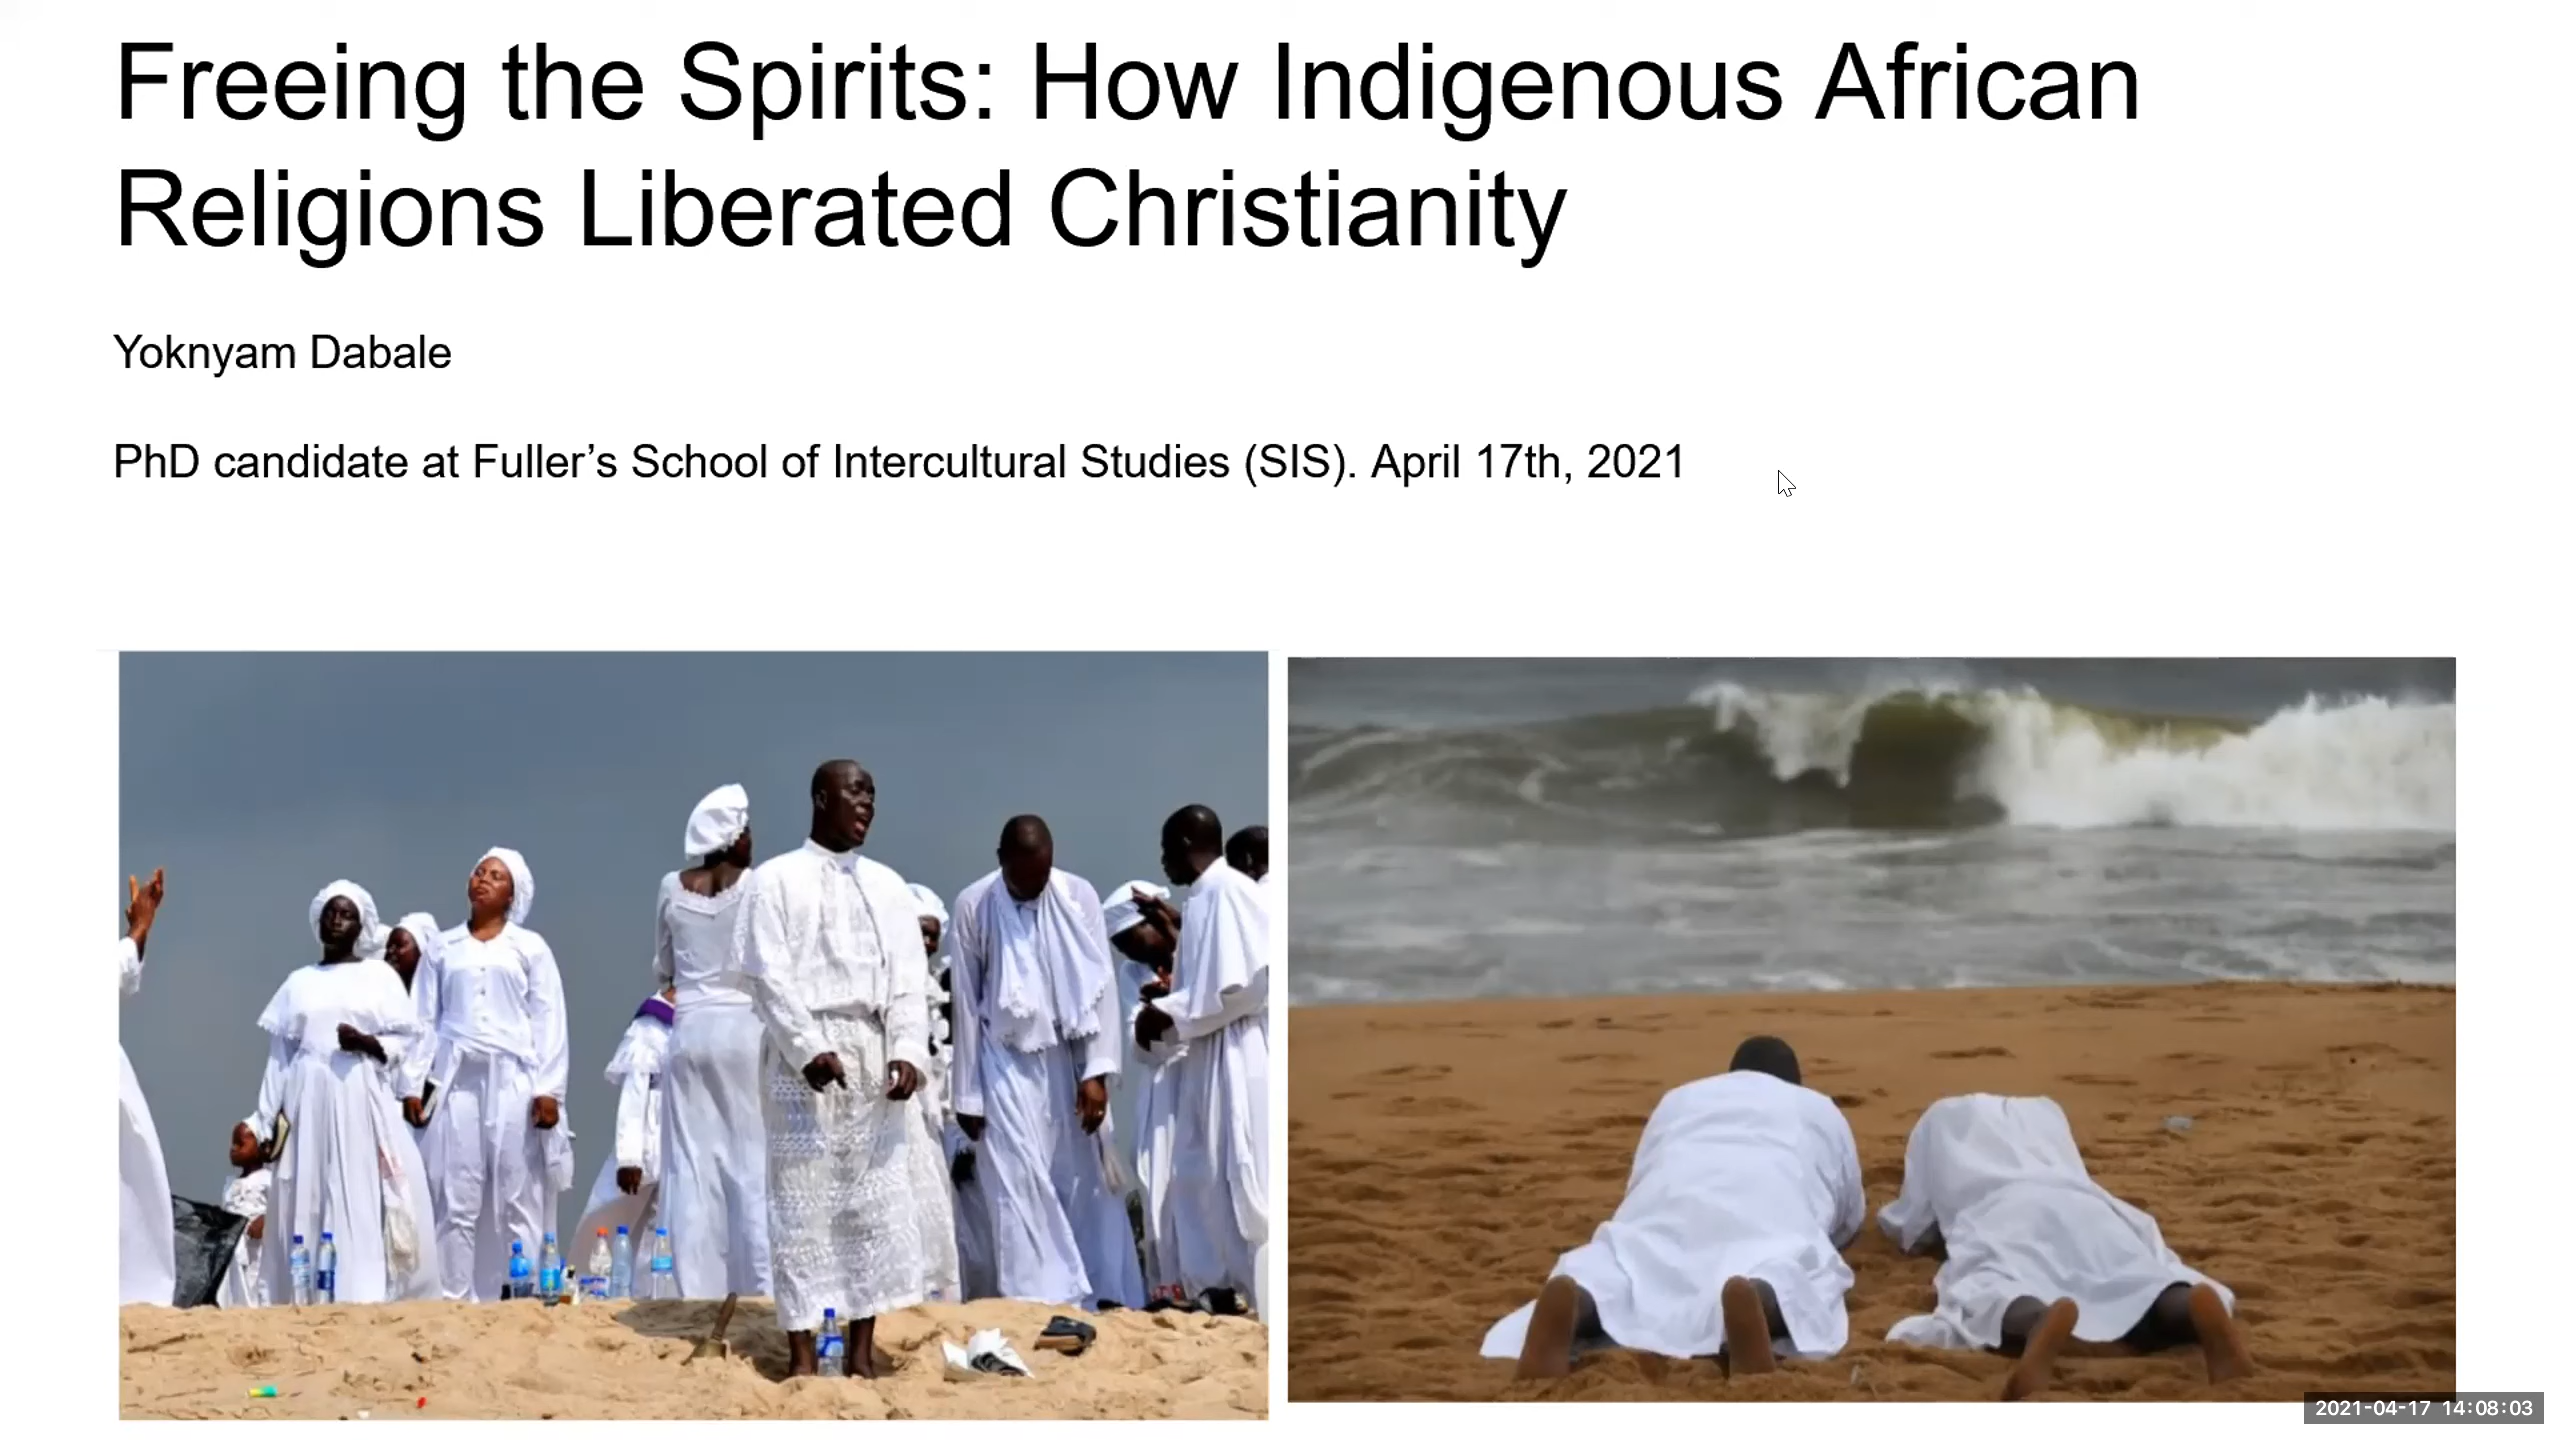 Freeing the Spirits: How Indigenous African
Religions Liberated Christianity
Yoknyam Dabale
PhD candidate at Fuller’s School of Intercultural Studies (SIS). April 17th, 2021
2021-04-17 14:08:03